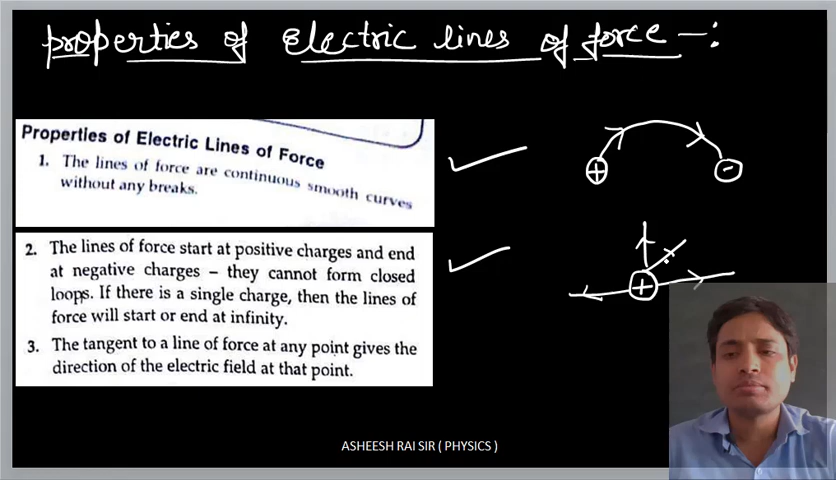 properties of electric lines of force -:
Properties of Electric Lines of Force
1. The lines of force are continuous smooth curves
without any breaks.
2. The lines of force start at positive charges and end
at negative charges – they cannot form closed
loops. If there is a single charge, then the lines of
force will start or end at infinity.
3. The tangent to a line of force at any point gives the
direction of the electric field at that point.
+
-
+
ASHEESH RAI SIR ( PHYSICS )